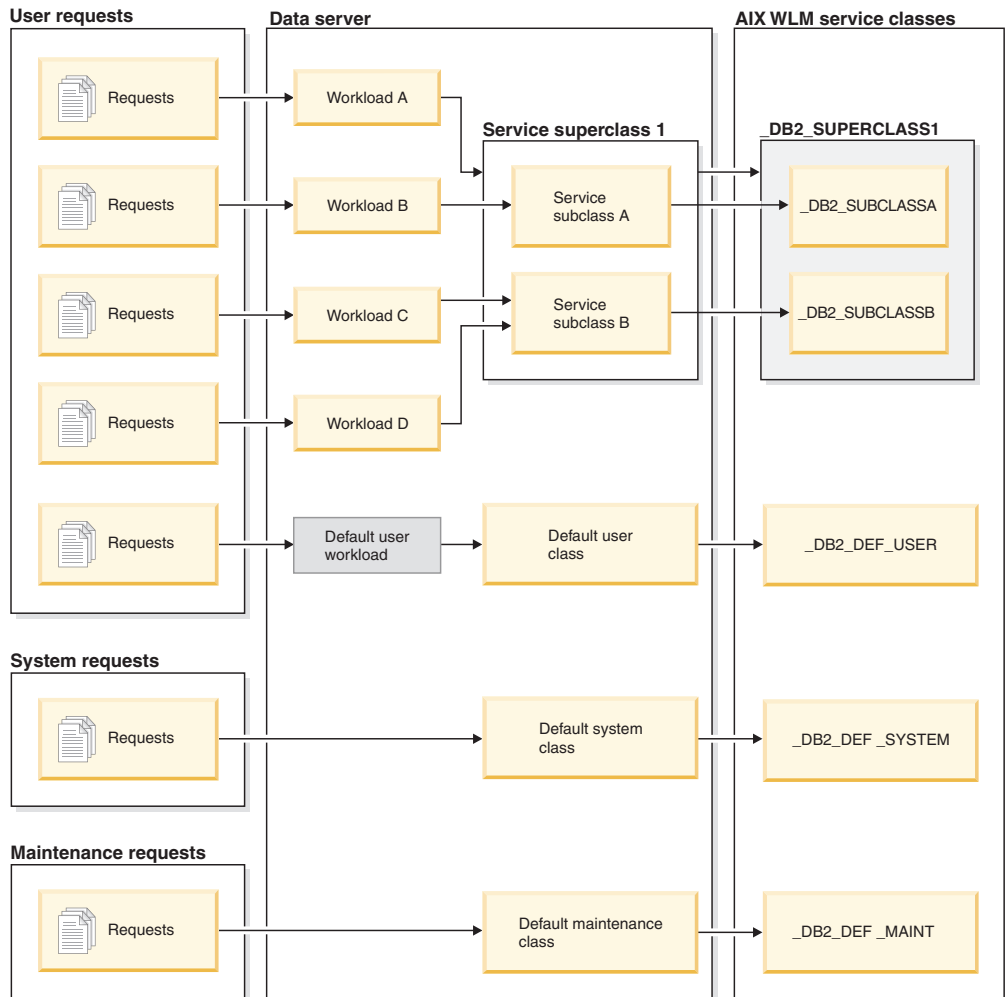 User requests
Data server
AIX WLM service classes
Requests
Workload A
Service superclass 1
_DB2_SUPERCLASS1
Requests
Workload B
Service
subclass A
_DB2_SUBCLASSA
Requests
Workload C
Service
subclass B
_DB2_SUBCLASSB
Requests
Workload D
Requests
Default user
workload
Default user
class
_DB2_DEF_USER
System requests
Requests
Default system
class
_DB2_DEF _SYSTEM
Maintenance requests
Requests
Default maintenance
class
_DB2_DEF _MAINT